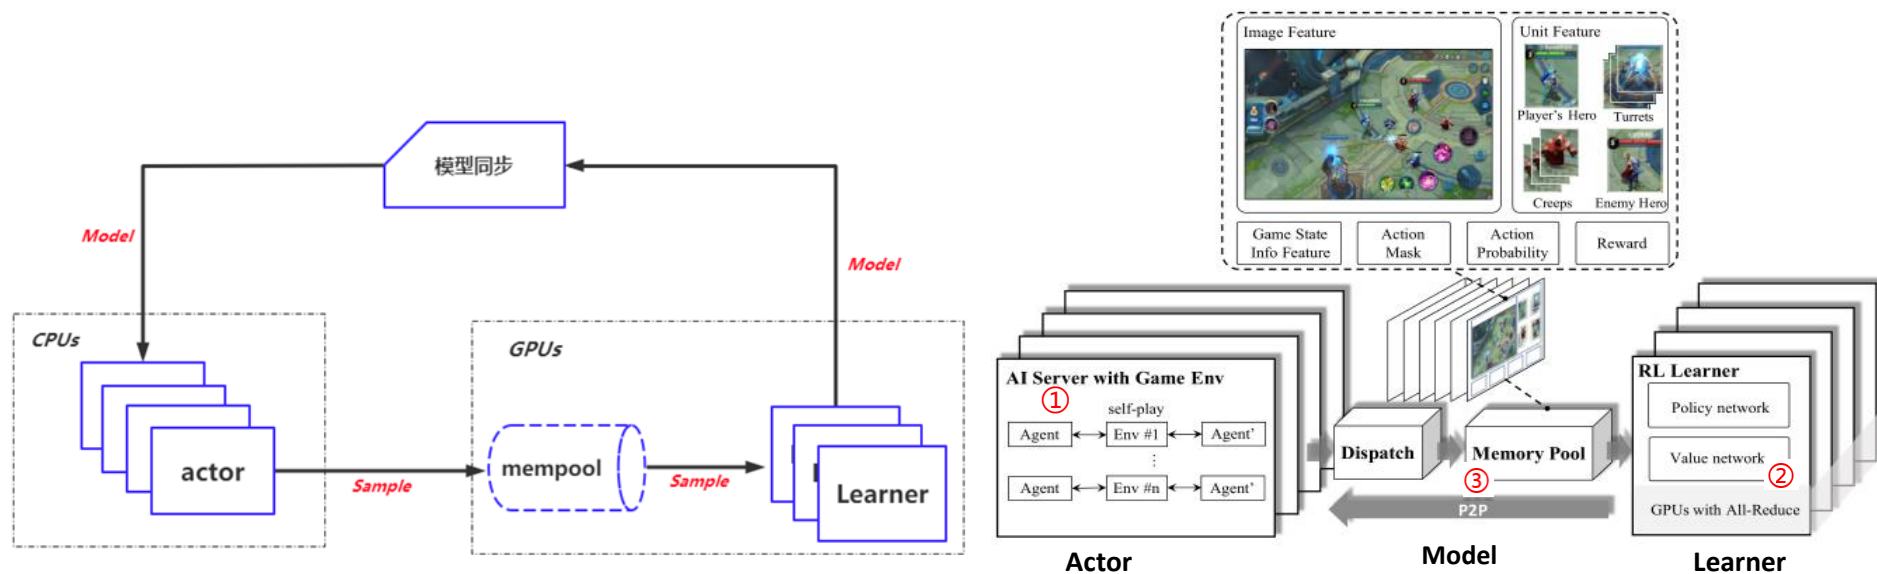 模型同步
Model
Model
CPUs
GPUs
actor
Sample
mempool
Sample
Learner
Image Feature
Unit Feature
Player's Hero
Turrets
Creeps
Enemy Hero
Game State
Info Feature
Action
Mask
Action
Probability
Reward
AI Server with Game Env
①
self-play
Agent
Env #1
Agent'
⋮
Agent
Env #n
Agent'
Dispatch
Memory Pool
③
P2P
RL Learner
Policy network
Value network
②
GPUs with All-Reduce
Actor
Model
Learner